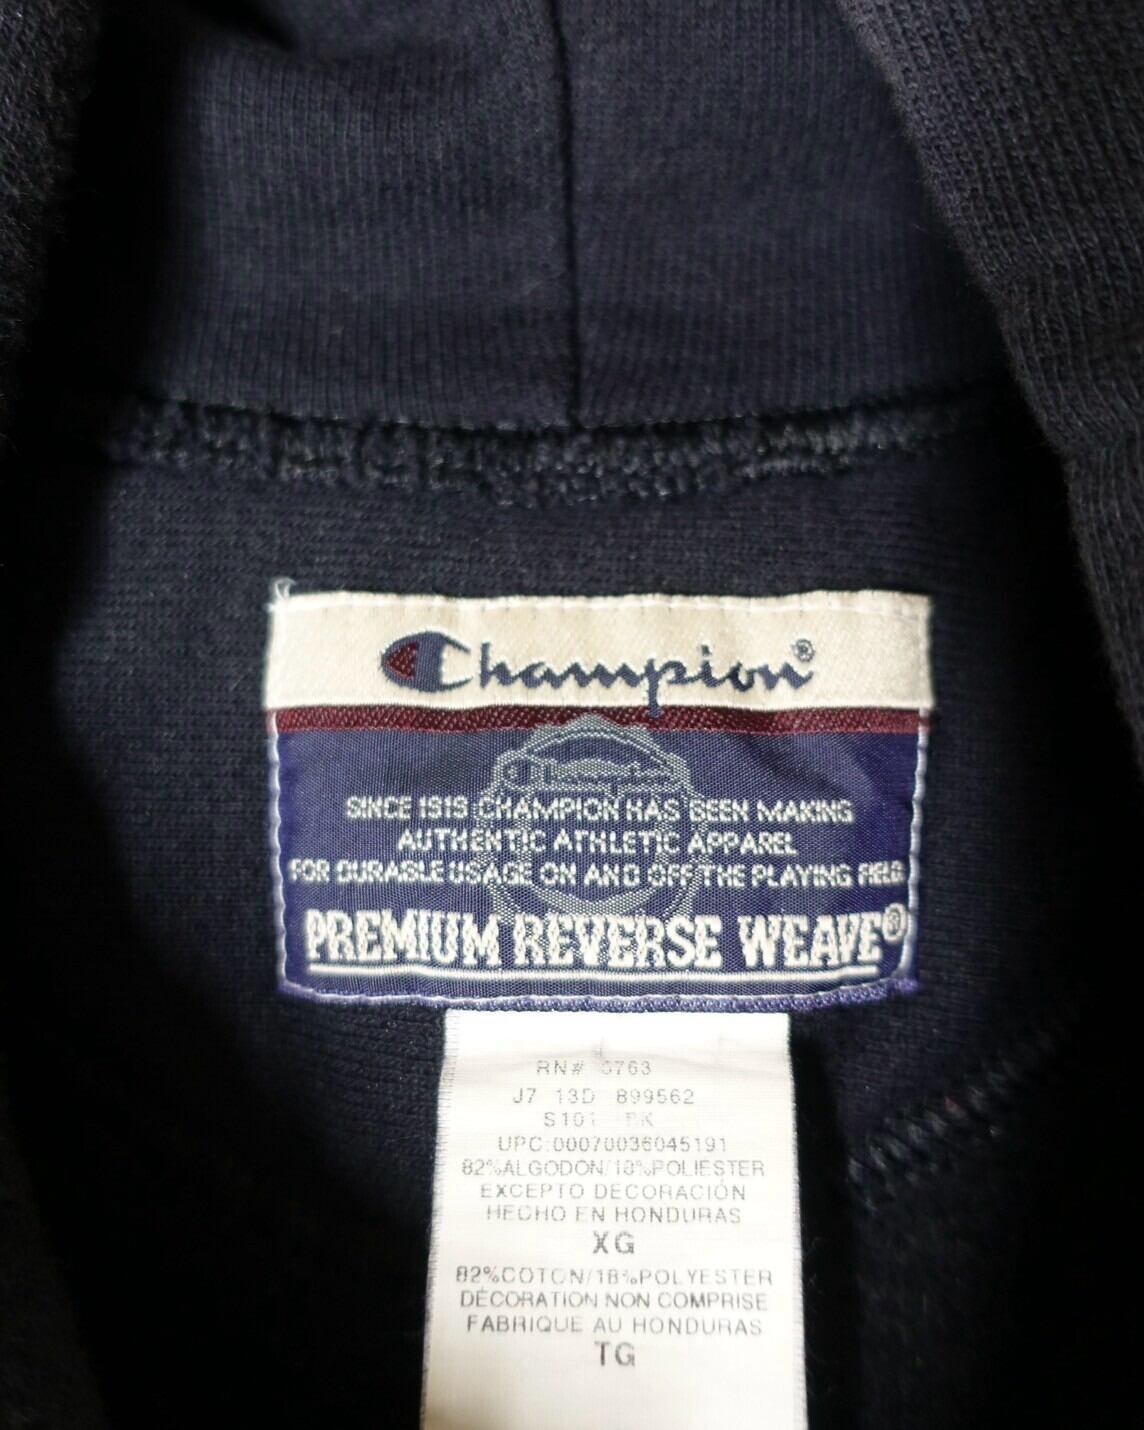 Champion®
Champion
SINCE 1919 CHAMPION HAS BEEN MAKING
AUTHENTIC ATHLETIC APPAREL
FOR DURABLE USAGE ON AND OFF THE PLAYING FIELD.
PREMIUM REVERSE WEAVE®
RN#
J7 13D 899562
UPC:00070036045191
82%ALGODON/18%POLIÉSTER
EXCEPTO DECORACIÓN
HECHO EN HONDURAS
XG
82%COTON/18%POLYESTER
DÉCORATION NON COMPRISE
FABRIQUE AU HONDURAS
TG